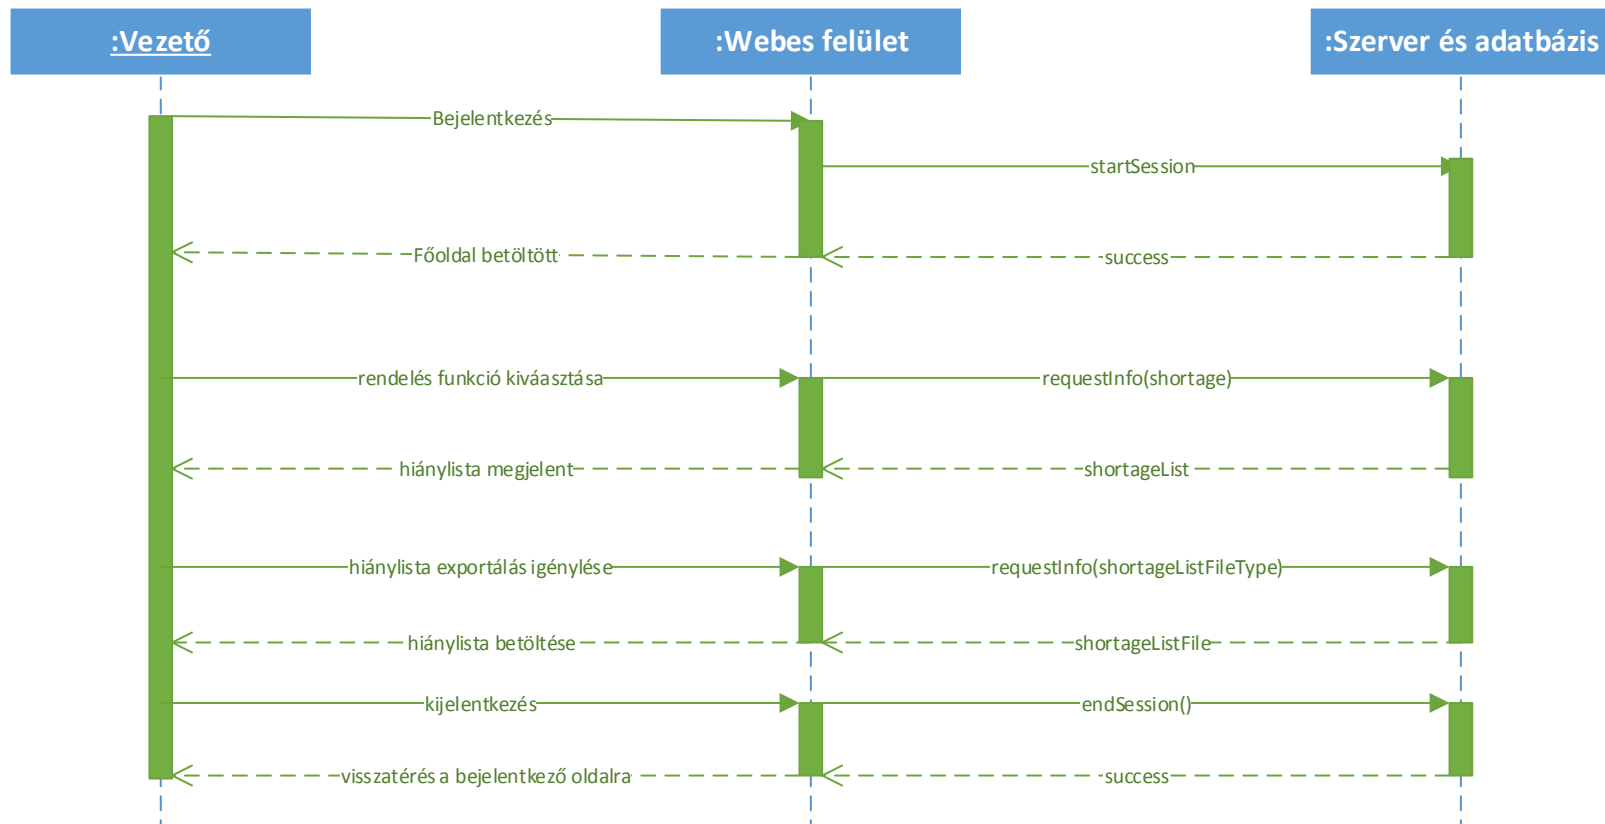 :Vezető
:Webes felület
:Szerver és adatbázis
Bejelentkezés
startSession
Főoldal betöltött
success
rendelés funkció kiváasztása
requestInfo(shortage)
hiánylista megjelent
shortageList
hiánylista exportálás igénylése
requestInfo(shortageListFileType)
hiánylista betöltése
shortageListFile
kijelentkezés
endSession()
visszatérés a bejelentkező oldalra
success